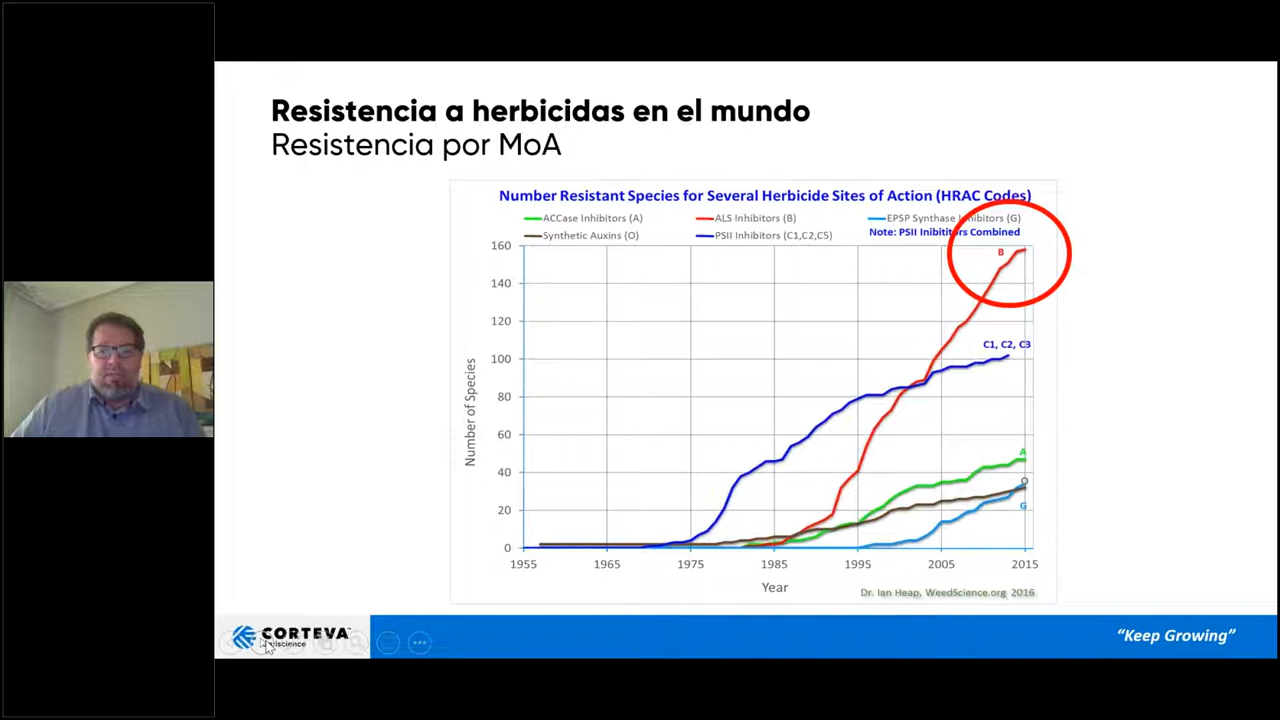 Resistencia a herbicidas en el mundo
Resistencia por MoA
Number Resistant Species for Several Herbicide Sites of Action (HRAC Codes)
ACCase Inhibitors (A) ALS Inhibitors (B) EPSP Synthase Inhibitors (G)
Synthetic Auxins (O) PSII Inhibitors (C1,C2,C5) Note: PSII Inibititors Combined
160
B
140
120
C1, C2, C3
100
80
60
A
40
O
20
G
0
Number of Species
1955 1965 1975 1985 1995 2005 2015
Year
Dr. Ian Heap, WeedScience.org 2016
CORTEVA
“Keep Growing”